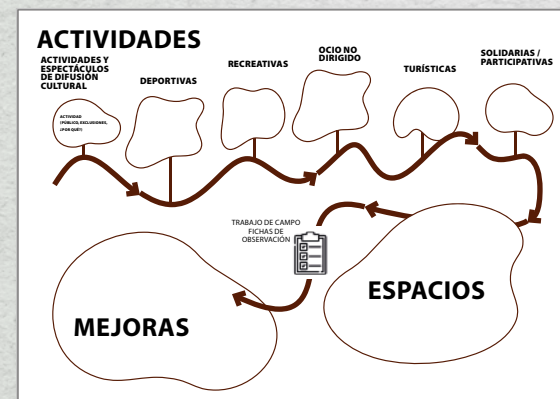 ACTIVIDADES
ACTIVIDADES Y
ESPECTÁCULOS
DE DIFUSIÓN
CULTURAL
DEPORTIVAS
RECREATIVAS
OCIO NO
DIRIGIDO
TURÍSTICAS
SOLIDARIAS /
PARTICIPATIVAS
ACTIVIDAD
(PÚBLICO, EXCLUSIONES,
¿POR QUÉ?)
TRABAJO DE CAMPO
FICHAS DE
OBSERVACIÓN
ESPACIOS
MEJORAS